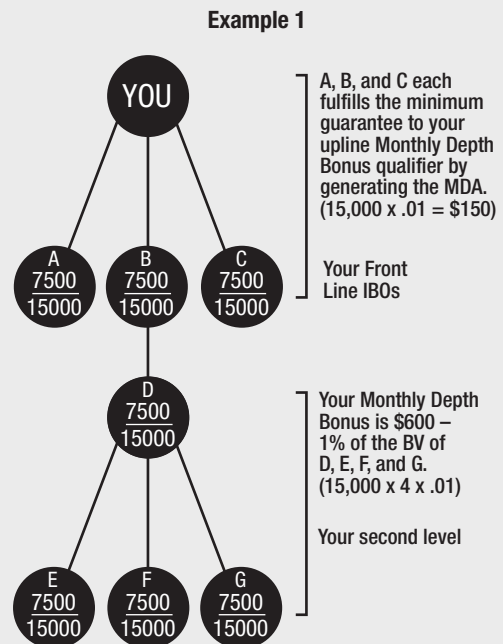 Example 1
YOU
A, B, and C each
fulfills the minimum
guarantee to your
upline Monthly Depth
Bonus qualifier by
generating the MDA.
(15,000 x .01 = $150)
A
7500
15000
B
7500
15000
C
7500
15000
Your Front
Line IBOs
D
7500
15000
Your Monthly Depth
Bonus is $600 –
1% of the BV of
D, E, F, and G.
(15,000 x 4 x .01)
Your second level
E
7500
15000
F
7500
15000
G
7500
15000